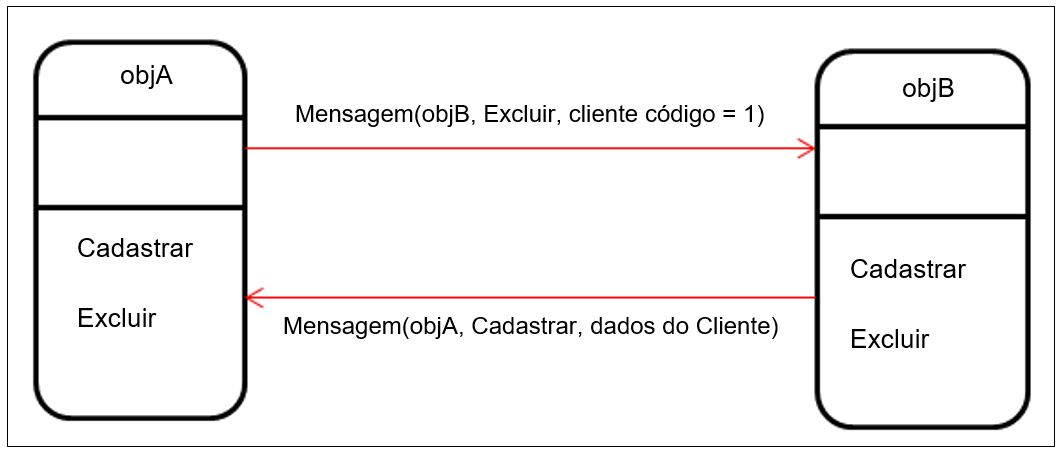 objA
Mensagem(objB, Excluir, cliente código = 1)
objB
Cadastrar
Excluir
Mensagem(objA, Cadastrar, dados do Cliente)
Cadastrar
Excluir